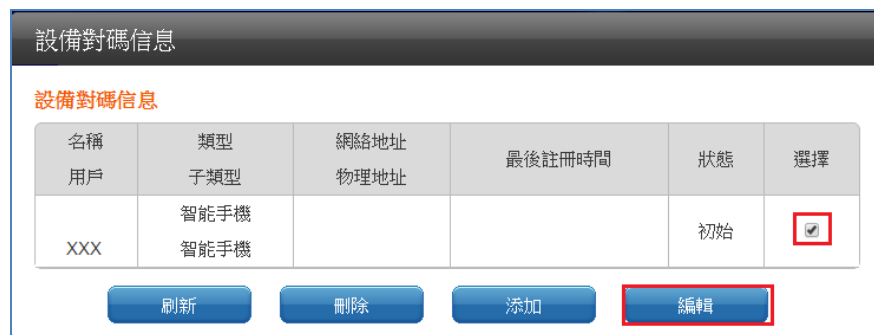 設備對碼信息
設備對碼信息
名稱 類型 網絡地址 最後註冊時間 狀態 選擇
用戶 子類型 物理地址
智能手機 初始
XXX 智能手機
刷新 刪除 添加 編輯